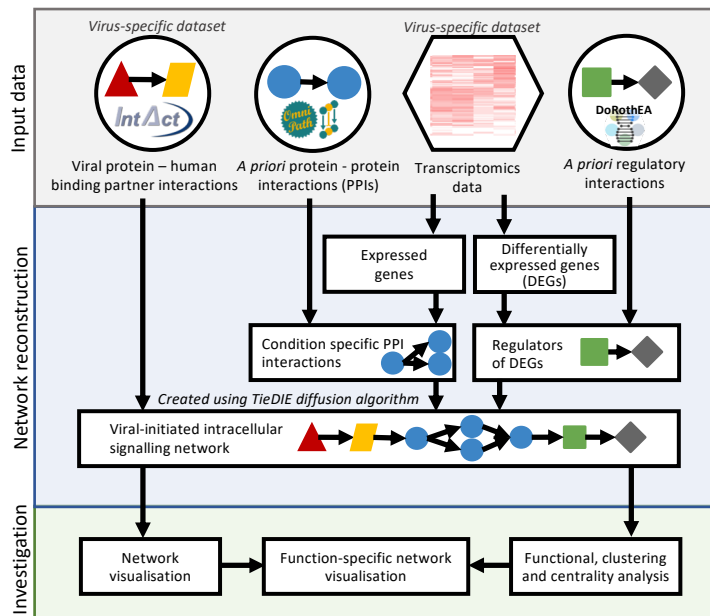 Input data
Virus-specific dataset
IntAct
Viral protein – human
binding partner interactions
Omni
Path
A priori protein - protein
interactions (PPIs)
Virus-specific dataset
Transcriptomics
data
DoRothEA
A priori regulatory
interactions
Network reconstruction
Expressed
genes
Differentially
expressed genes
(DEGs)
Condition specific PPI
interactions
Regulators
of DEGs
Created using TieDIE diffusion algorithm
Viral-initiated intracellular
signalling network
Investigation
Network
visualisation
Function-specific network
visualisation
Functional, clustering
and centrality analysis